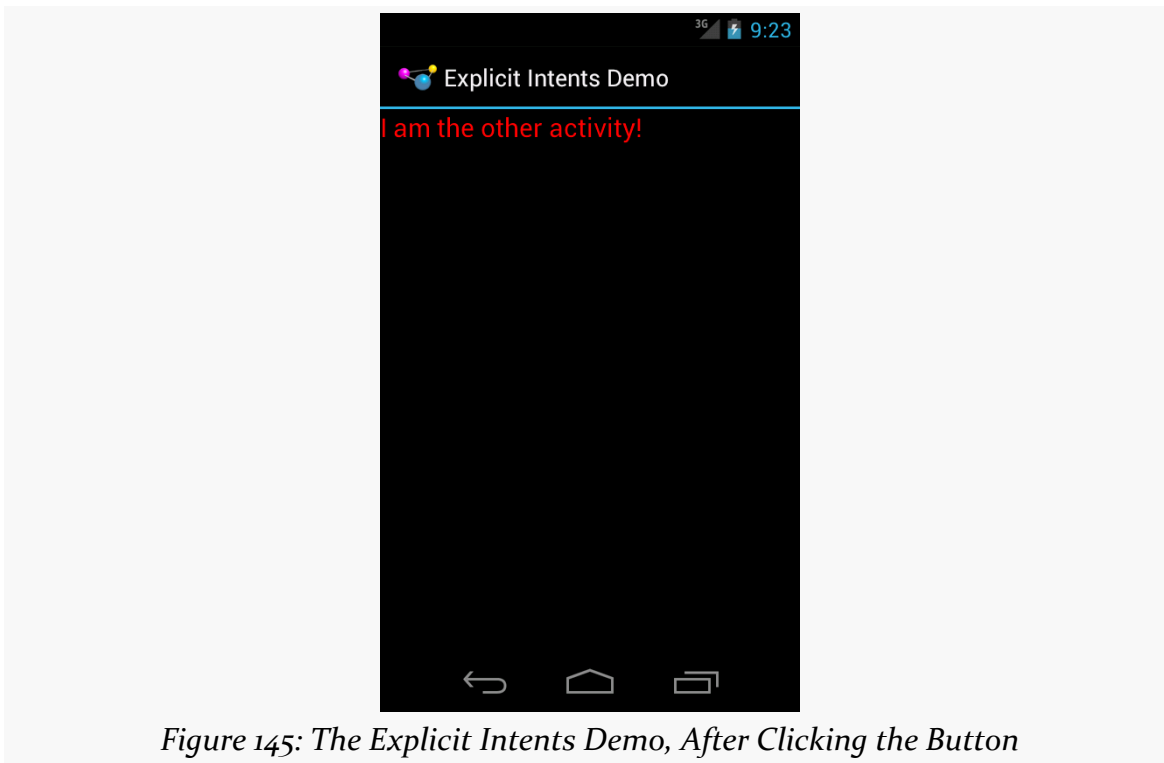 3G 9:23
Explicit Intents Demo
I am the other activity!
Figure 145: The Explicit Intents Demo, After Clicking the Button